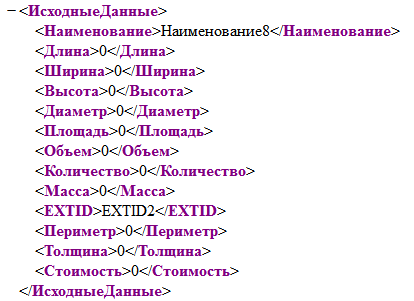 −<ИсходныеДанные>
<Наименование>Наименование8</Наименование>
<Длина>0</Длина>
<Ширина>0</Ширина>
<Высота>0</Высота>
<Диаметр>0</Диаметр>
<Площадь>0</Площадь>
<Объем>0</Объем>
<Количество>0</Количество>
<Масса>0</Масса>
<EXTID>EXTID2</EXTID>
<Периметр>0</Периметр>
<Толщина>0</Толщина>
<Стоимость>0</Стоимость>
</ИсходныеДанные>